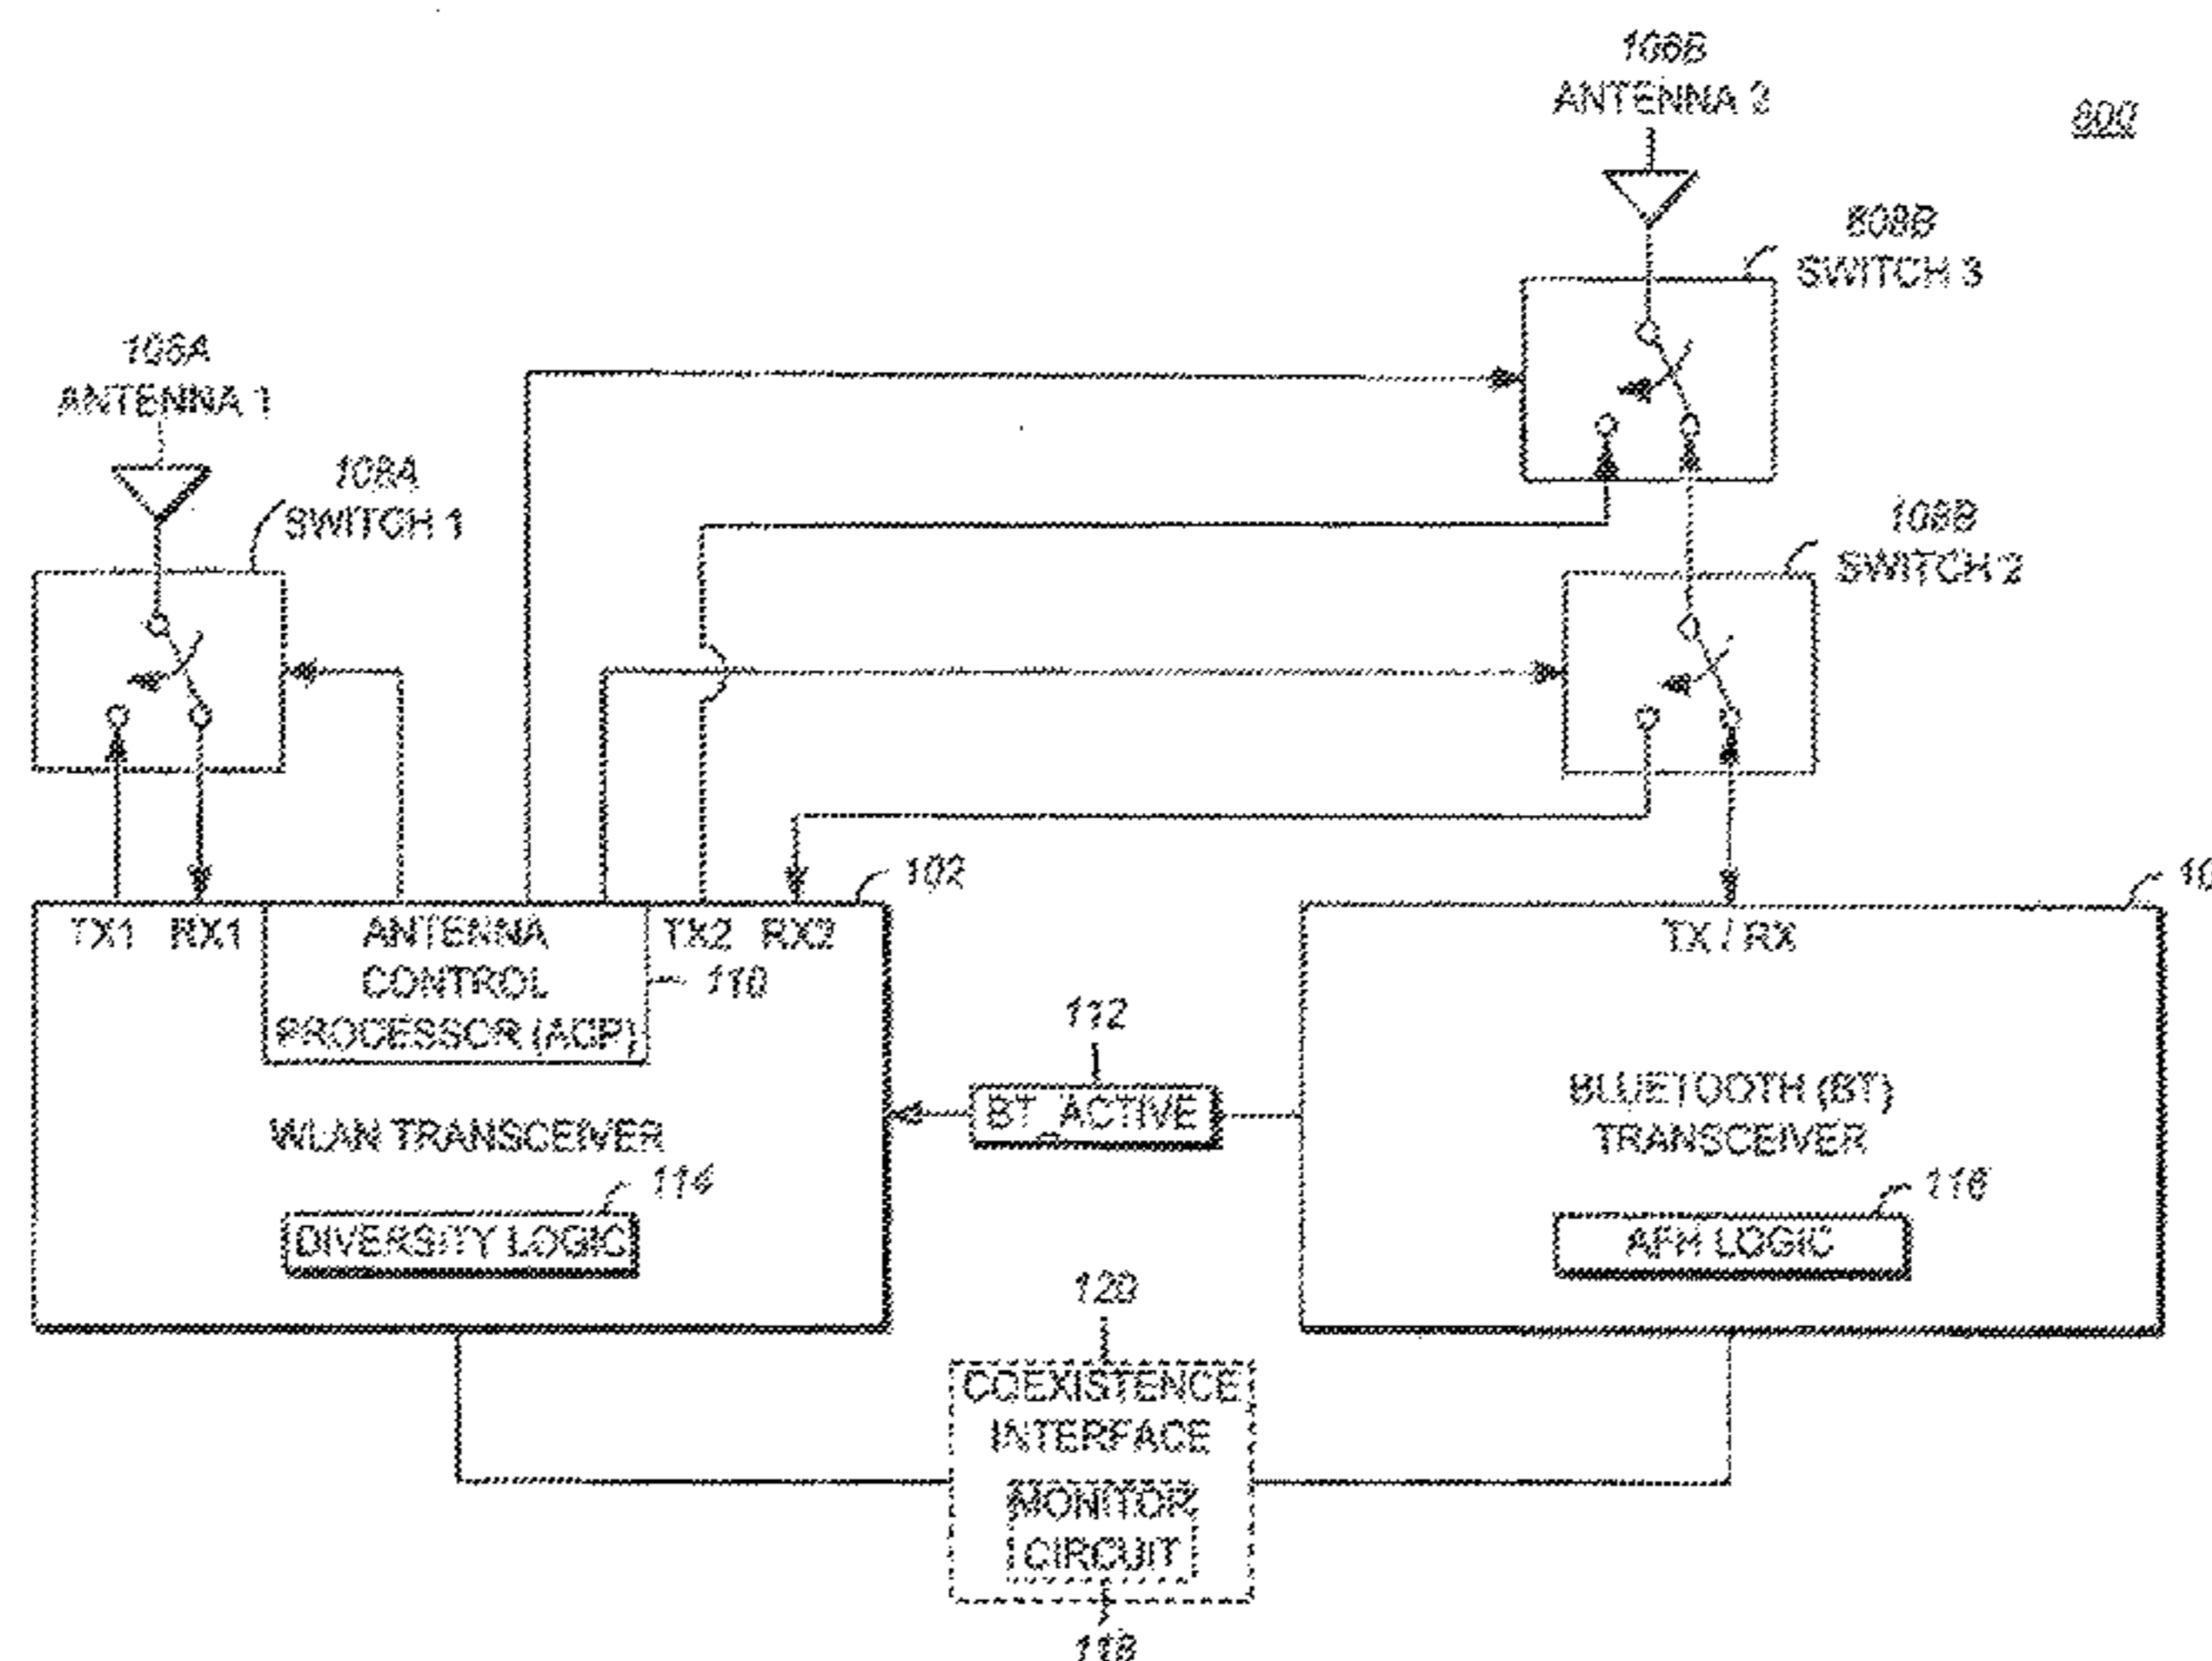 106B
ANTENNA 2
800
808B
SWITCH 3
106A
ANTENNA 1
108A
SWITCH 1
108B
SWITCH 2
102
10
TX1 RX1 ANTENNA TX2 RX2
CONTROL 110
PROCESSOR (ACP)
TX / RX
112
BT_ACTIVE
WLAN TRANSCEIVER
BLUETOOTH (BT)
TRANSCEIVER
114
DIVERSITY LOGIC
116
AFH LOGIC
120
COEXISTENCE
INTERFACE
MONITOR
CIRCUIT
118